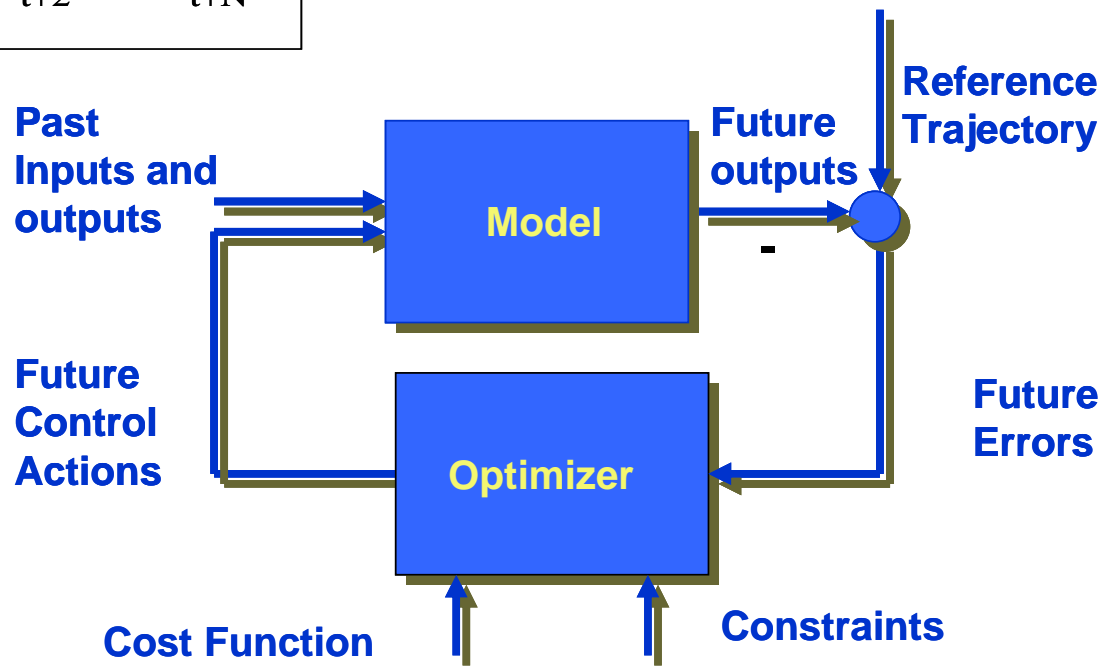 Past
Inputs and
outputs
Model
Future
outputs
-
Reference
Trajectory
Future
Control
Actions
Optimizer
Future
Errors
Cost Function
Constraints